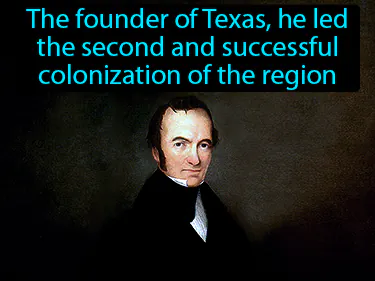 The founder of Texas, he led
the second and successful
colonization of the region